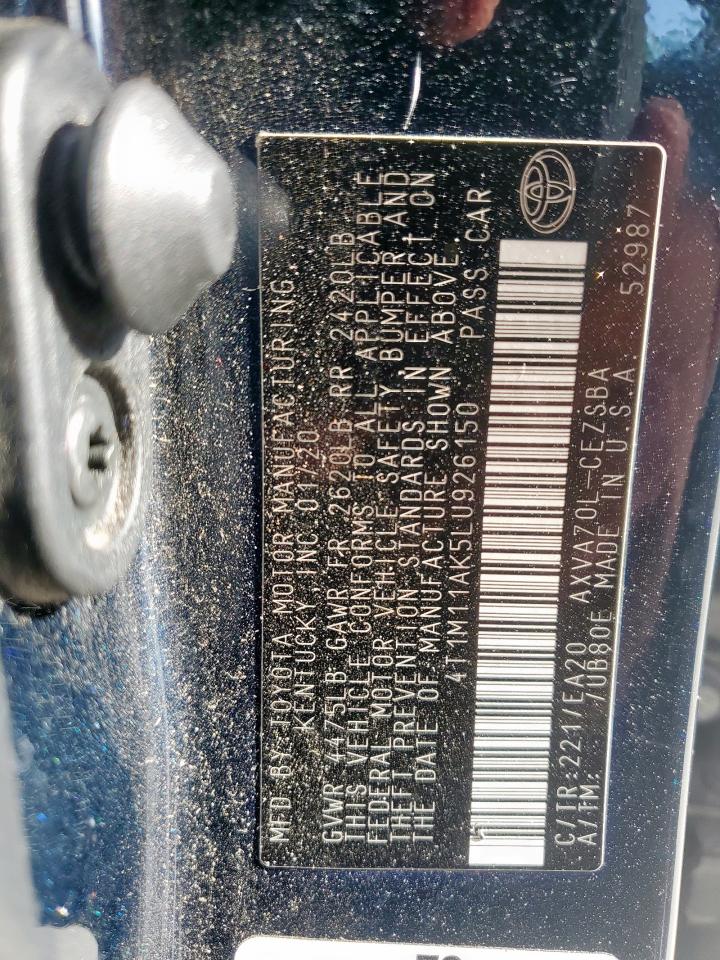 MFD BY: TOYOTA MOTOR MANUFACTURING,
KENTUCKY, INC 01/20
GVWR 4475LB GAWR FR 2620LB RR 2420LB
THIS VEHICLE CONFORMS TO ALL APPLICABLE
FEDERAL MOTOR VEHICLE SAFETY, BUMPER AND
THEFT PREVENTION STANDARDS IN EFFECT ON
THE DATE OF MANUFACTURE SHOWN ABOVE.
4T1M11AK5LU926150 PASS. CAR
C/TR:221/EA20 AXVA70L-CEZSBA
A/TM: /UB80E MADE IN U.S.A. 52987